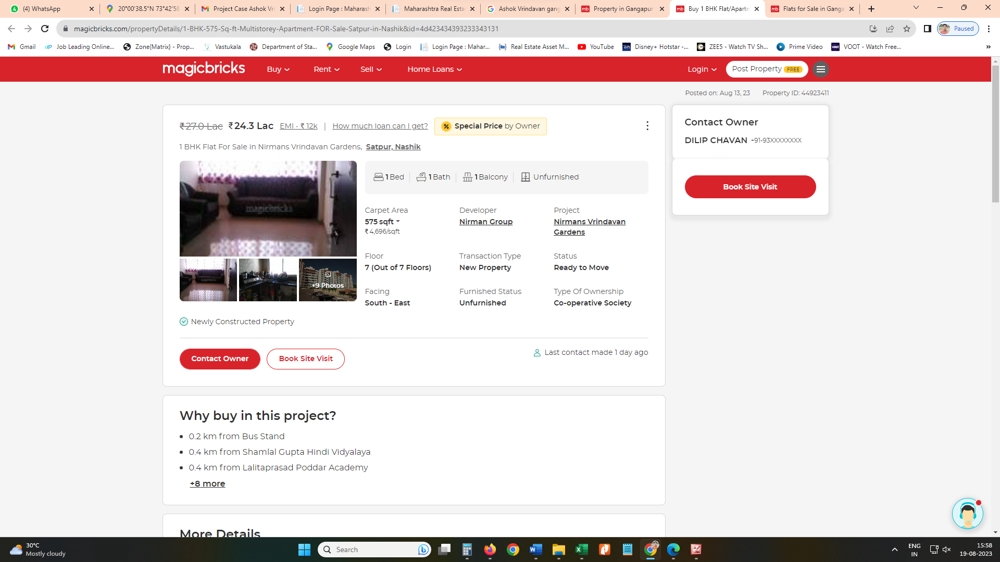 (4) WhatsApp
20°00'38.5"N 73°42'58
Project Case Ashok Vri
Login Page : Maharash
Maharashtra Real Esta
Ashok Vrindavan gang
Property in Gangapur
Buy 1 BHK Flat/Apartm
Flats for Sale in Ganga
magicbricks.com/propertyDetails/1-BHK-575-Sq-ft-Multistorey-Apartment-FOR-Sale-Satpur-in-Nashik&id=4d423434393233343131
Paused
Gmail
Job Leading Online...
Zone{Matrix} - Prop...
Vastukala
Department of Sta...
Google Maps
Login
Login Page : Mahar...
Real Estate Asset M...
YouTube
Disney+ Hotstar -...
ZEE5 - Watch TV Sh...
Prime Video
VOOT - Watch Free...
magicbricks
Buy
Rent
Sell
Home Loans
Login
Post Property FREE
Posted on: Aug 13, 23
Property ID: 44923411
₹27.0 Lac ₹24.3 Lac EMI - ₹ 12k | How much loan can I get?
% Special Price by Owner
1 BHK Flat For Sale in Nirmans Vrindavan Gardens, Satpur, Nashik
magicbricks
+9 Photos
1 Bed
1 Bath
1 Balcony
Unfurnished
Carpet Area
575 sqft
₹ 4,696/sqft
Developer
Nirman Group
Project
Nirmans Vrindavan
Gardens
Floor
7 (Out of 7 Floors)
Transaction Type
New Property
Status
Ready to Move
Facing
South - East
Furnished Status
Unfurnished
Type Of Ownership
Co-operative Society
Newly Constructed Property
Contact Owner
Book Site Visit
Last contact made 1 day ago
Contact Owner
DILIP CHAVAN +91-93XXXXXXXX
Book Site Visit
Why buy in this project?
0.2 km from Bus Stand
0.4 km from Shamlal Gupta Hindi Vidyalaya
0.4 km from Lalitaprasad Poddar Academy
+8 more
More Details
30°C
Mostly cloudy
Search
ENG
IN
15:58
19-08-2023